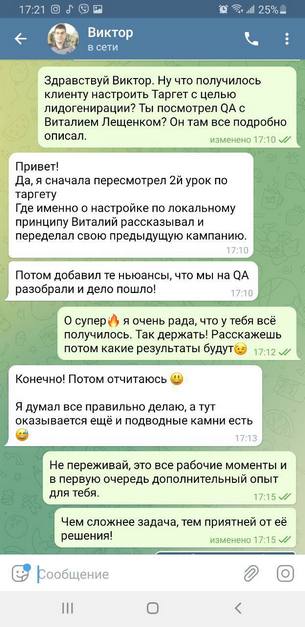 17:21
25%
Виктор
в сети
Здравствуй Виктор. Ну что получилось
клиенту настроить Таргет с целью
лидогенирации? Ты посмотрел QA с
Виталием Лещенком? Он там все подробно
описал.
изменено 17:10
Привет!
Да, я сначала пересмотрел 2й урок по
таргету
Где именно о настройке по локальному
принципу Виталий рассказывал и
переделал свою предыдущую кампанию.
17:10
Потом добавил те ньюансы, что мы на QA
разобрали и дело пошло!
17:10
О супер🔥 я очень рада, что у тебя всё
получилось. Так держать! Расскажешь
потом какие результаты будут😉
17:12
Конечно! Потом отчитаюсь 😃
Я думал все правильно делаю, а тут
оказывается ещё и подводные камни есть
😅
17:13
Не переживай, это все рабочие моменты и
в первую очередь дополнительный опыт
для тебя.
17:15
Чем сложнее задача, тем приятней от её
решения!
изменено 17:15
Сообщение